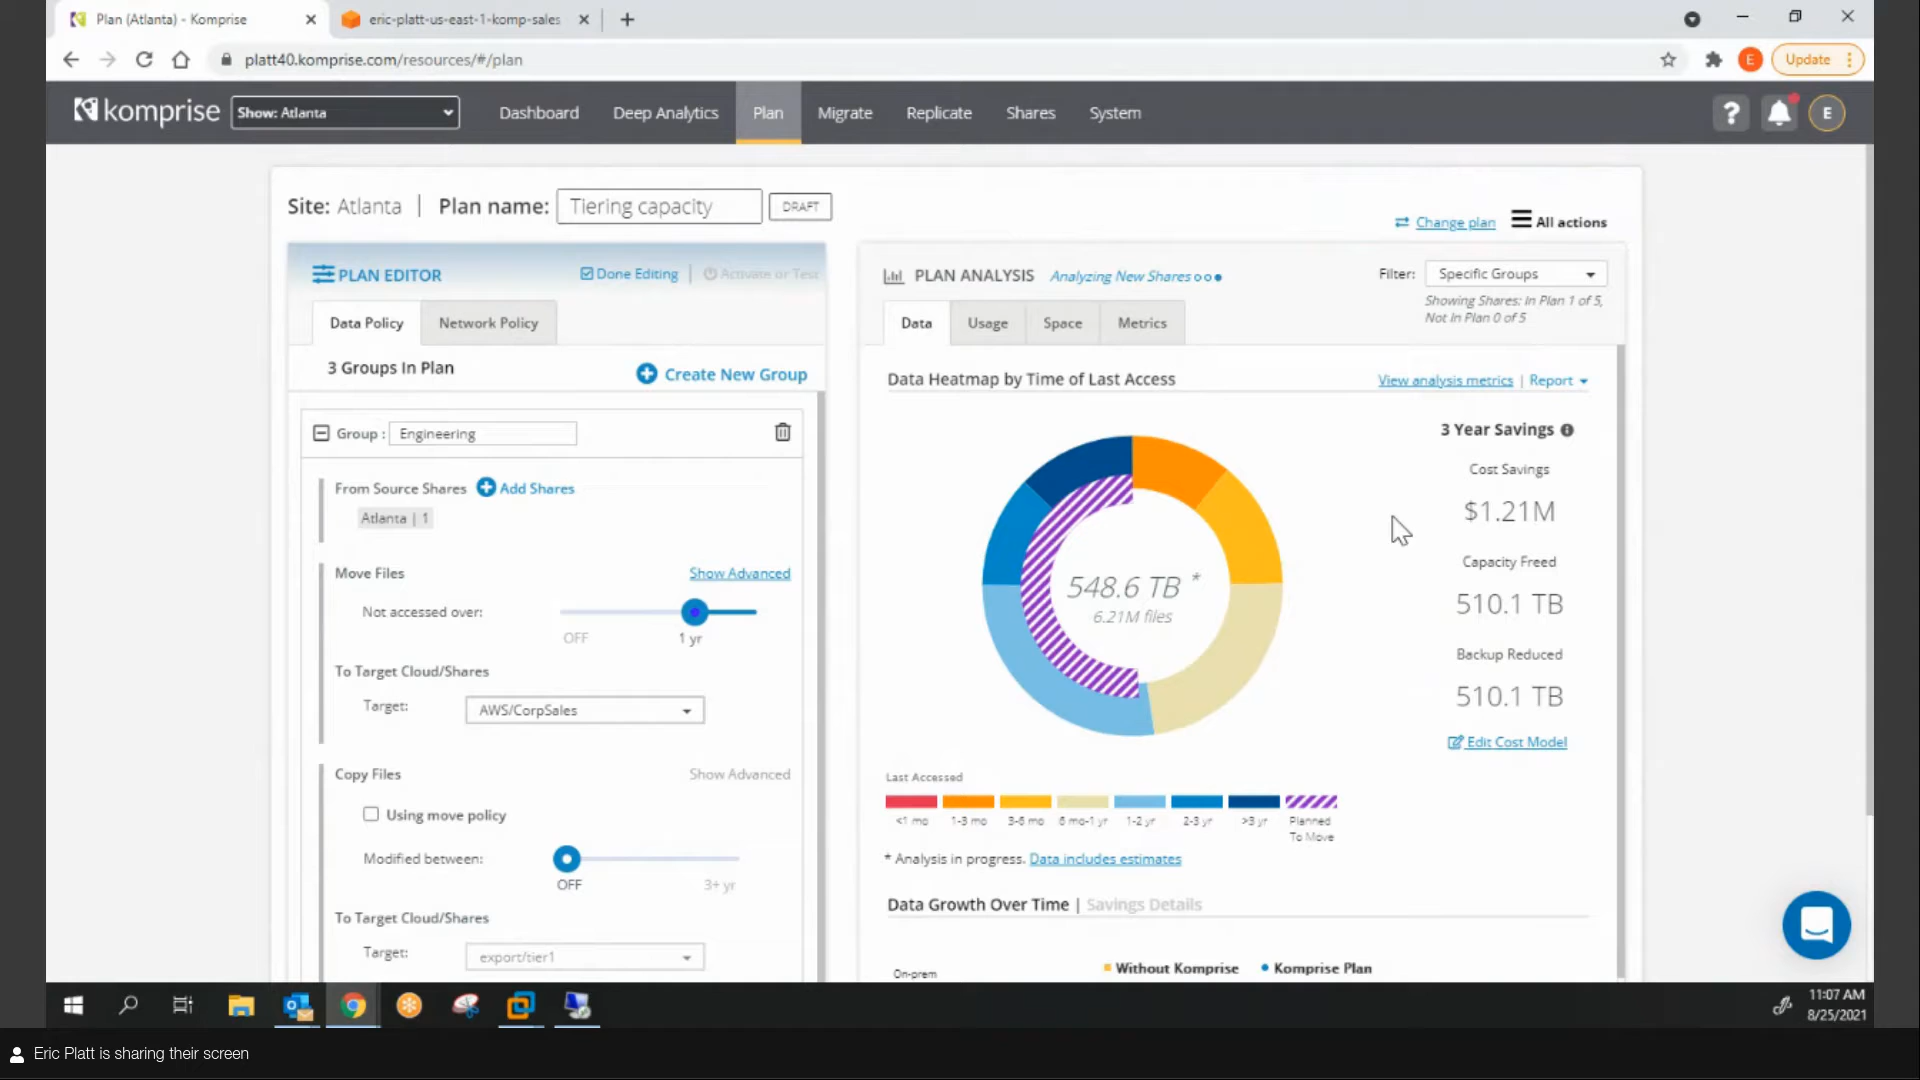 Plan (Atlanta) - Komprise
eric-platt-us-east-1-komp-sales
platt40.komprise.com/resources/#/plan
E
Update
komprise
Show: Atlanta
Dashboard
Deep Analytics
Plan
Migrate
Replicate
Shares
System
?
E
Site: Atlanta | Plan name: Tiering capacity
DRAFT
Change plan
All actions
PLAN EDITOR
Done Editing
Activate or Test
PLAN ANALYSIS
Analyzing New Shares
Filter:
Specific Groups
Showing Shares: In Plan 1 of 5,
Not In Plan 0 of 5
Data Policy
Network Policy
Data
Usage
Space
Metrics
3 Groups In Plan
Create New Group
Data Heatmap by Time of Last Access
View analysis metrics | Report
Group : Engineering
From Source Shares
Add Shares
Atlanta | 1
Move Files
Show Advanced
Not accessed over:
OFF
1 yr
To Target Cloud/Shares
Target:
AWS/CorpSales
Copy Files
Show Advanced
Using move policy
Modified between:
OFF
3+ yr
To Target Cloud/Shares
Target:
export/tier1
548.6 TB *
6.21M files
3 Year Savings
Cost Savings
$1.21M
Capacity Freed
510.1 TB
Backup Reduced
510.1 TB
Edit Cost Model
Last Accessed
<1 mo
1-3 mo
3-6 mo
6 mo-1 yr
1-2 yr
2-3 yr
>3 yr
Planned
To Move
* Analysis in progress. Data includes estimates
Data Growth Over Time | Savings Details
On-prem
Without Komprise
Komprise Plan
11:07 AM
8/25/2021
Eric Platt is sharing their screen